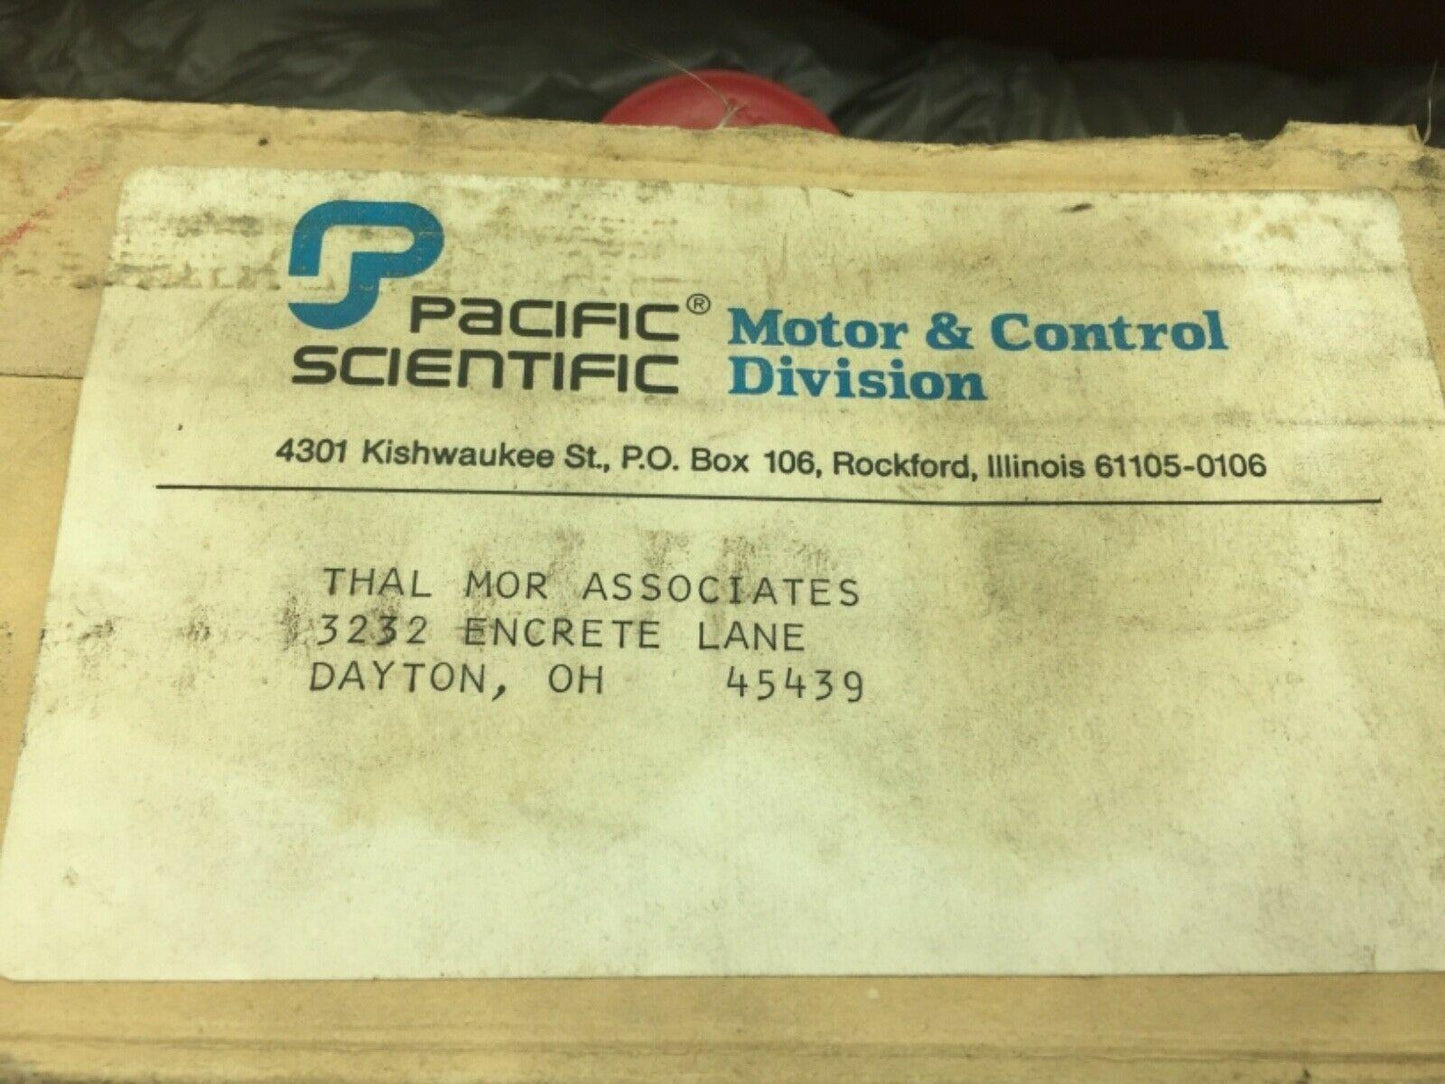 PACIFIC® Motor & Control
SCIENTIFIC Division
4301 Kishwaukee St., P.O. Box 106, Rockford, Illinois 61105-0106
THAL MOR ASSOCIATES
3232 ENCRETE LANE
DAYTON, OH 45439